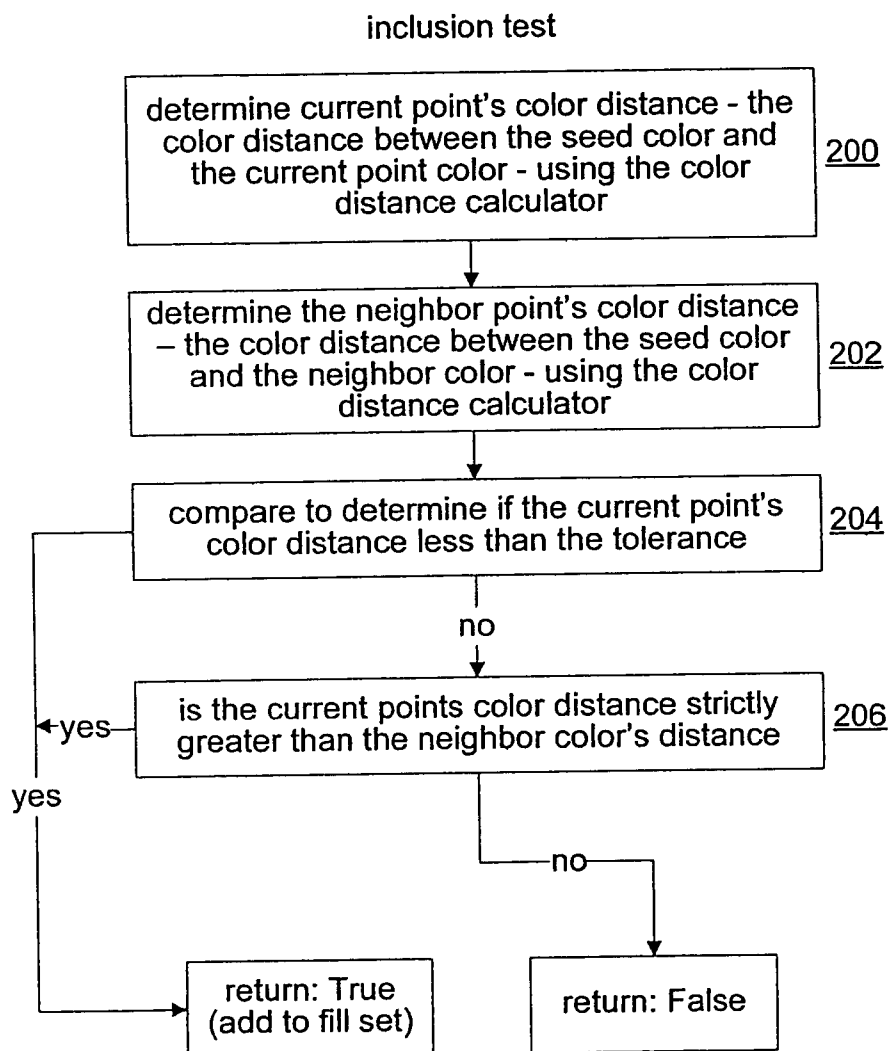 inclusion test
determine current point's color distance - the
color distance between the seed color and
the current point color - using the color
distance calculator
200
determine the neighbor point's color distance
– the color distance between the seed color
and the neighbor color - using the color
distance calculator
202
compare to determine if the current point's
color distance less than the tolerance
204
no
is the current points color distance strictly
greater than the neighbor color's distance
206
yes
yes
no
return: True
(add to fill set)
return: False